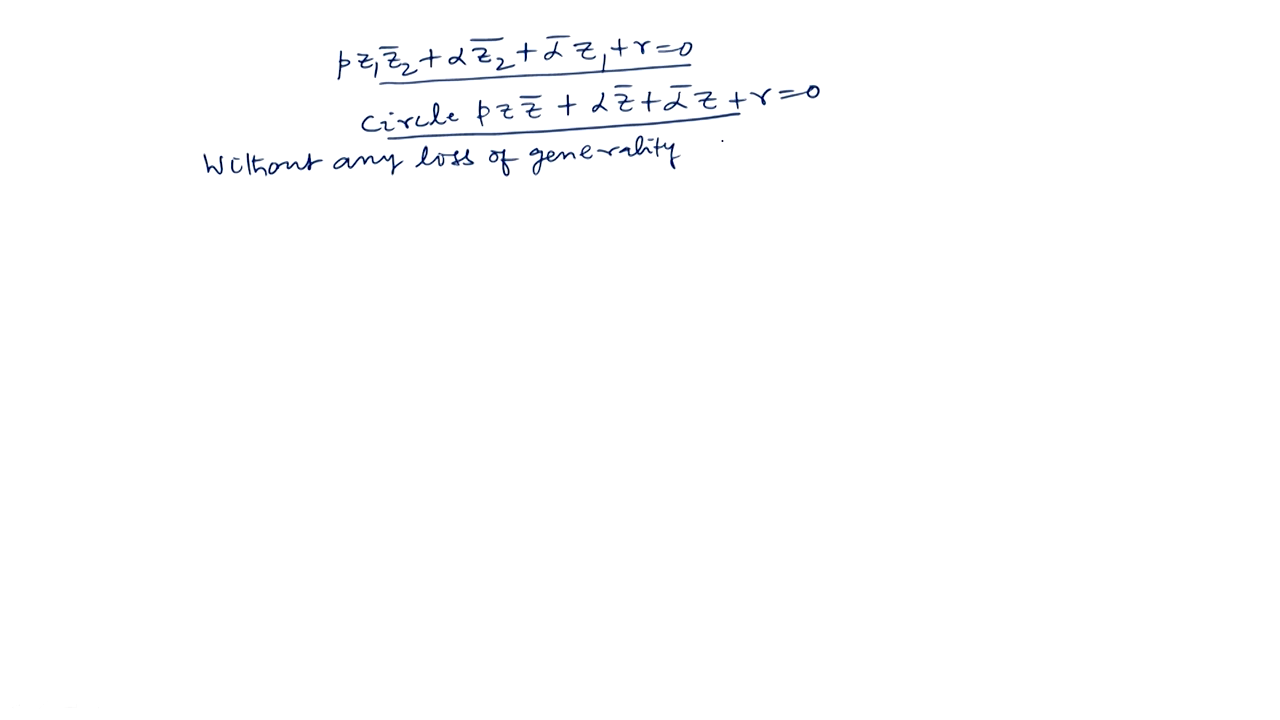 pz₁z̄₂ + αz̄₂ + ᾱz₁ + r = 0
circle pzz̄ + αz̄ + ᾱz + r = 0
Without any loss of generality